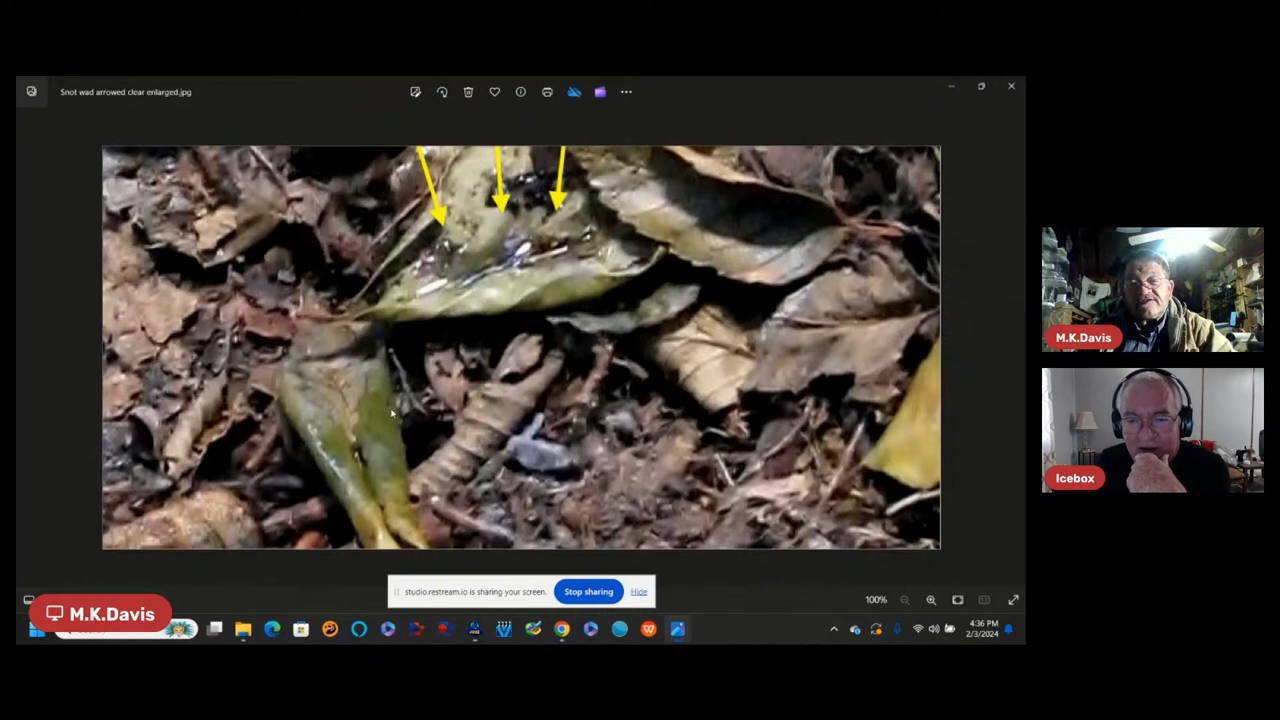 Snot wad arrowed clear enlarged.jpg
M.K.Davis
Icebox
studio.restream.io is sharing your screen.
Stop sharing
Hide
100%
M.K.Davis
4:36 PM
2/3/2024